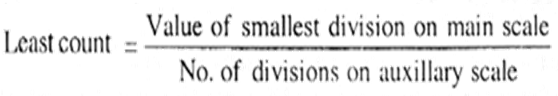 Least count = Value of smallest division on main scale
No. of divisions on auxillary scale